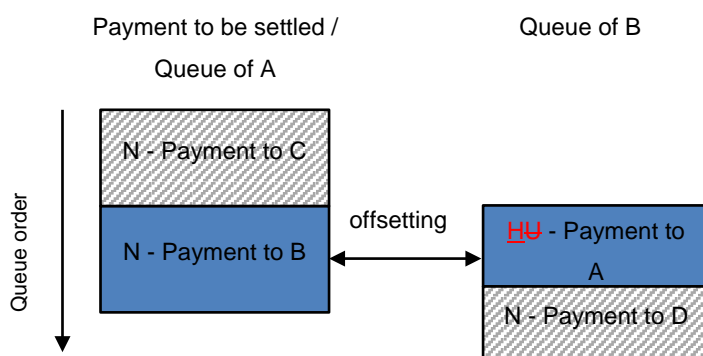 Payment to be settled /
Queue of A
Queue of B
Queue order
N - Payment to C
N - Payment to B
offsetting
HU - Payment to
A
N - Payment to D